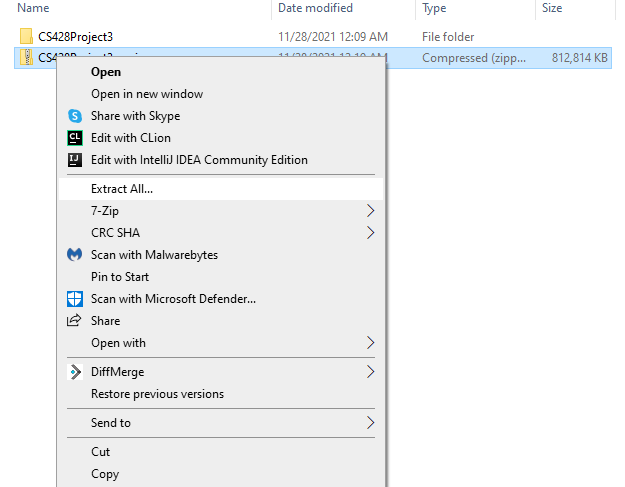 Name Date modified Type Size
CS428Project3 11/28/2021 12:09 AM File folder
Compressed (zipp... 812,814 KB
Open
Open in new window
Share with Skype
CL Edit with CLion
IJ Edit with IntelliJ IDEA Community Edition
Extract All...
7-Zip
CRC SHA
Scan with Malwarebytes
Pin to Start
Scan with Microsoft Defender...
Share
Open with
DiffMerge
Restore previous versions
Send to
Cut
Copy